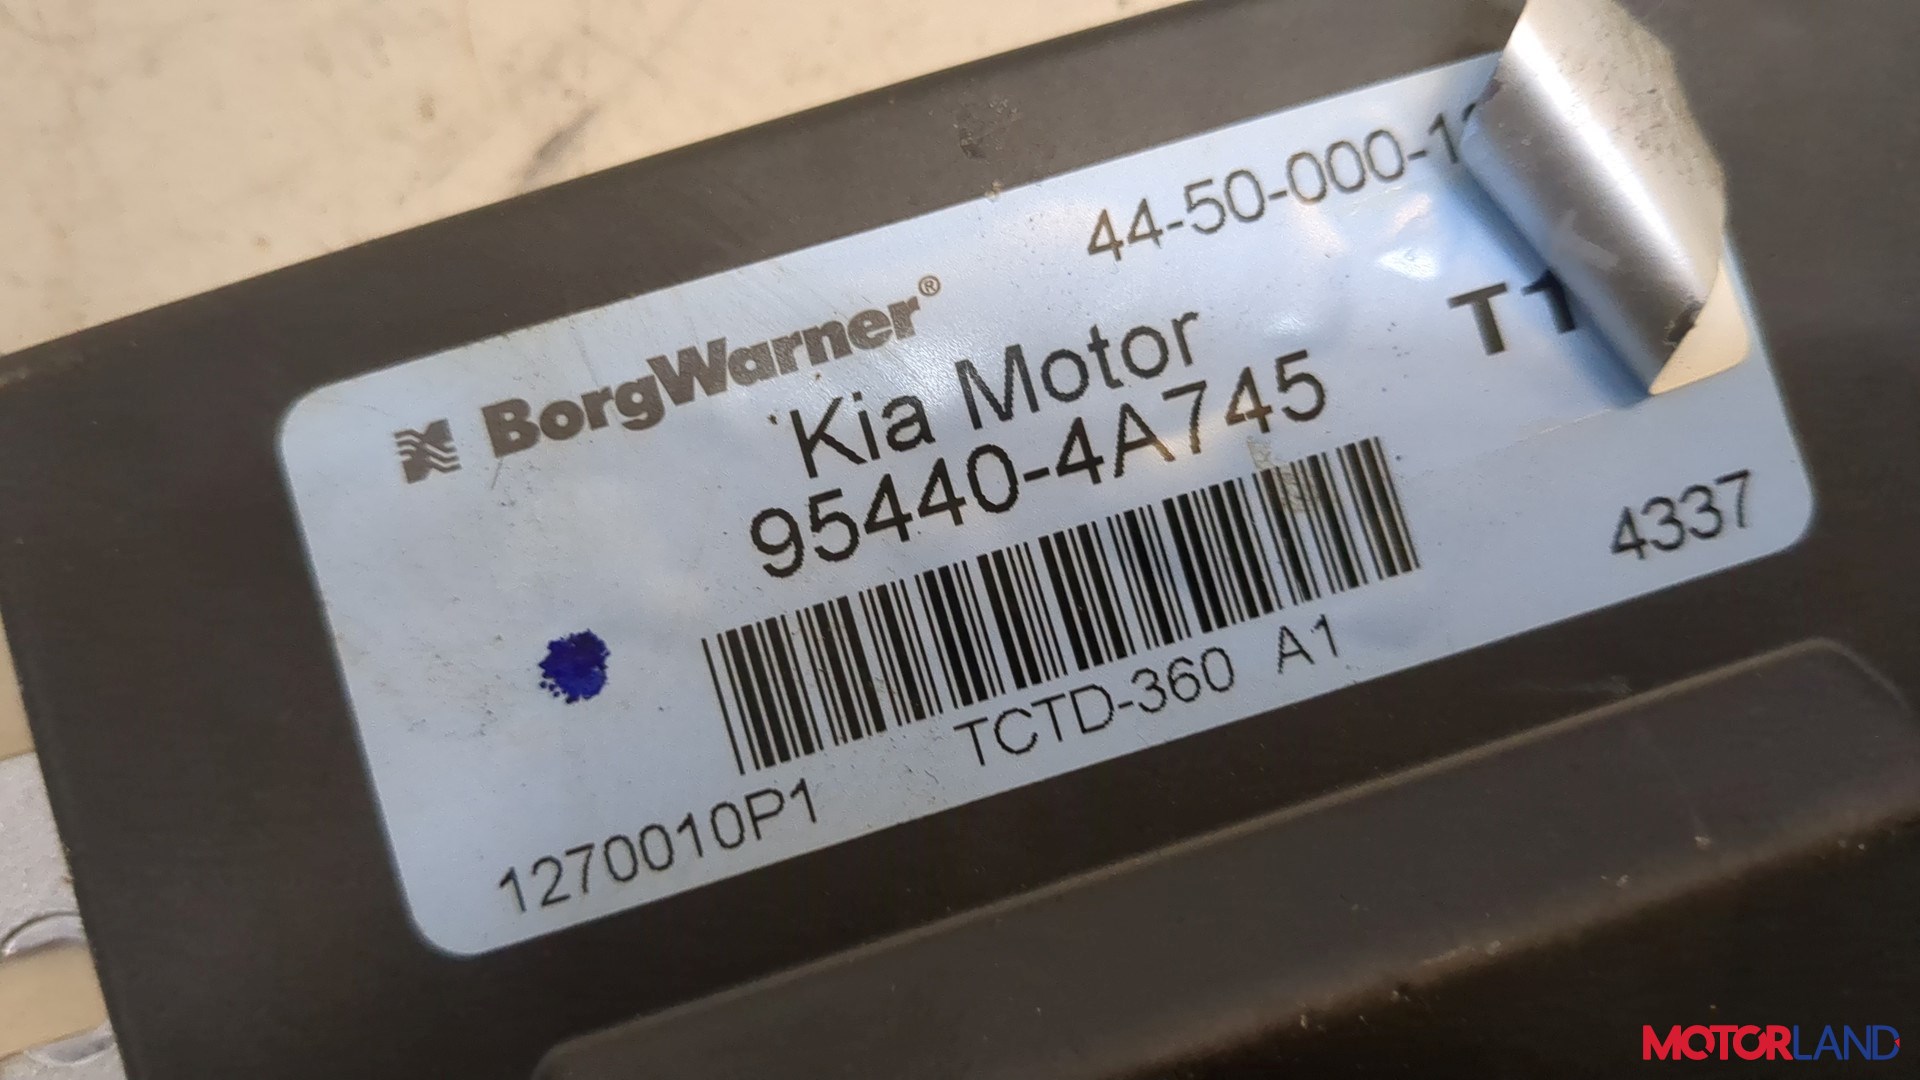 44-50-000-1
BorgWarner®
Kia Motor
T1
95440-4A745
4337
TCTD-360 A1
1270010P1
MOTORLAND